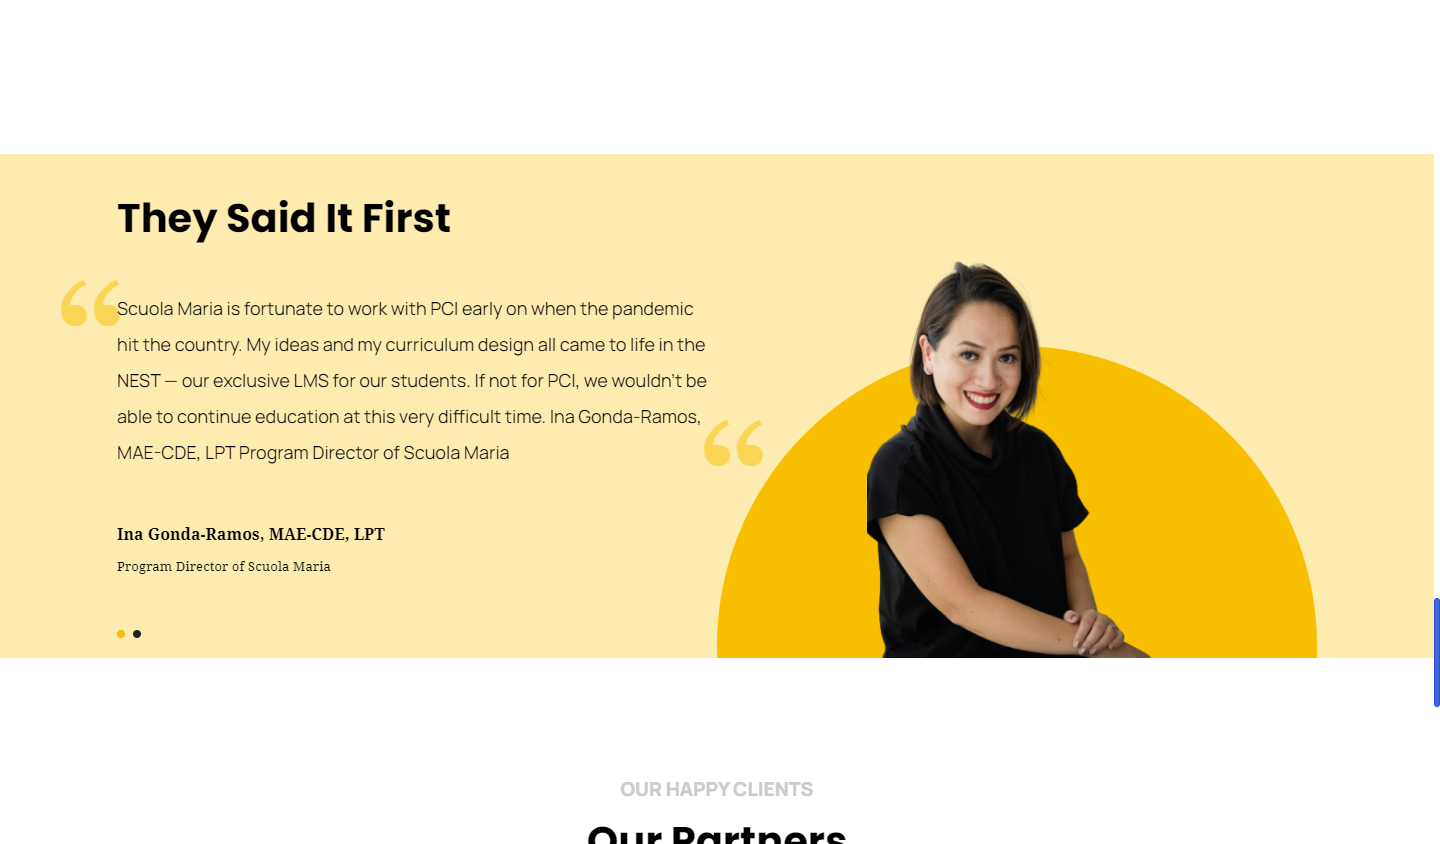 They Said It First
Scuola Maria is fortunate to work with PCI early on when the pandemic
hit the country. My ideas and my curriculum design all came to life in the
NEST — our exclusive LMS for our students. If not for PCI, we wouldn't be
able to continue education at this very difficult time. Ina Gonda-Ramos,
MAE-CDE, LPT Program Director of Scuola Maria
Ina Gonda-Ramos, MAE-CDE, LPT
Program Director of Scuola Maria
OUR HAPPY CLIENTS
Our Partners